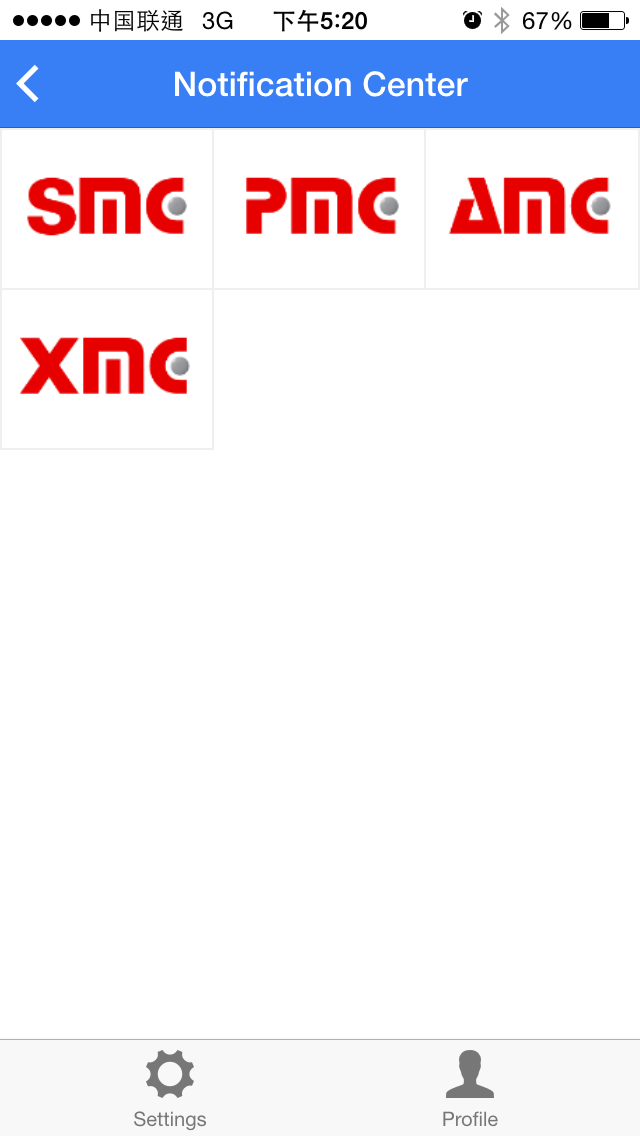 中国联通 3G 下午5:20 67%
Notification Center
SMC PMC AMC
XMC
Settings Profile